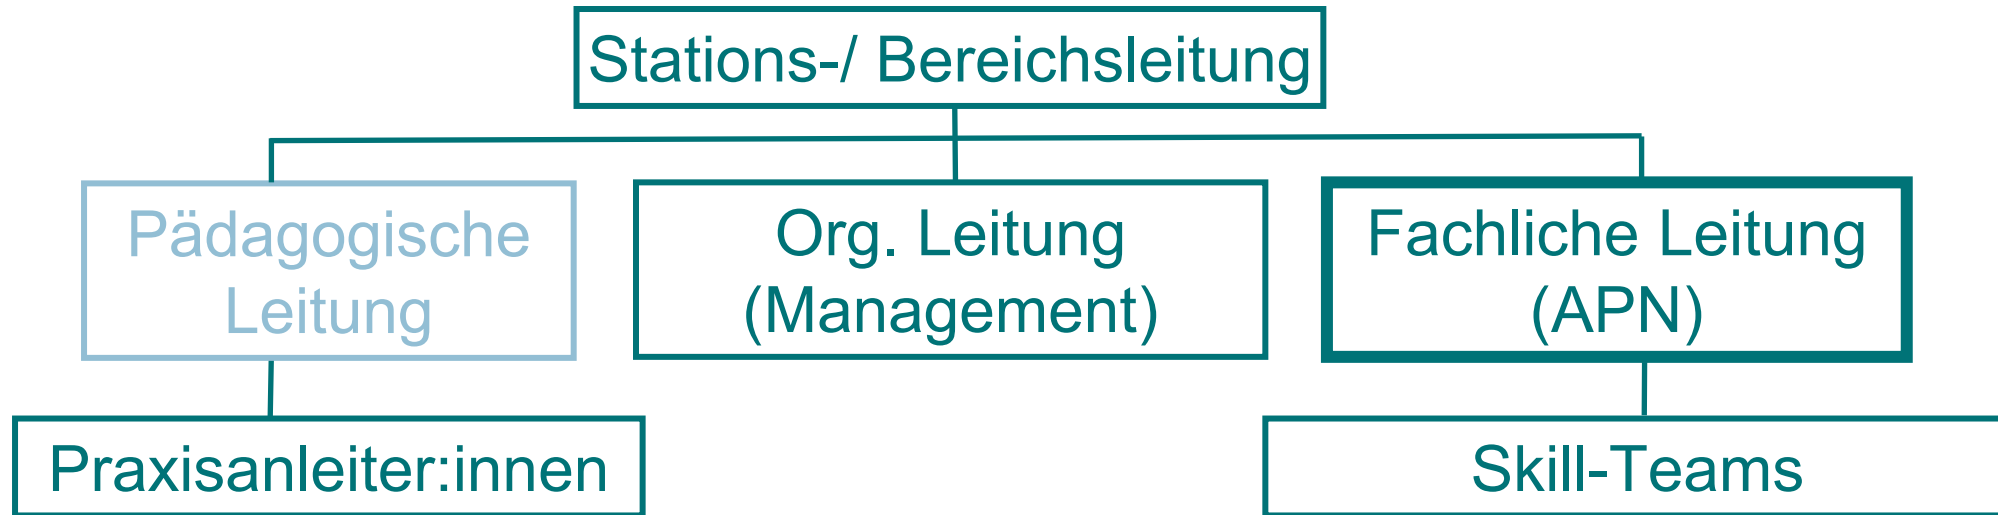 Stations-/ Bereichsleitung
Pädagogische
Leitung
Org. Leitung
(Management)
Fachliche Leitung
(APN)
Praxisanleiter:innen
Skill-Teams